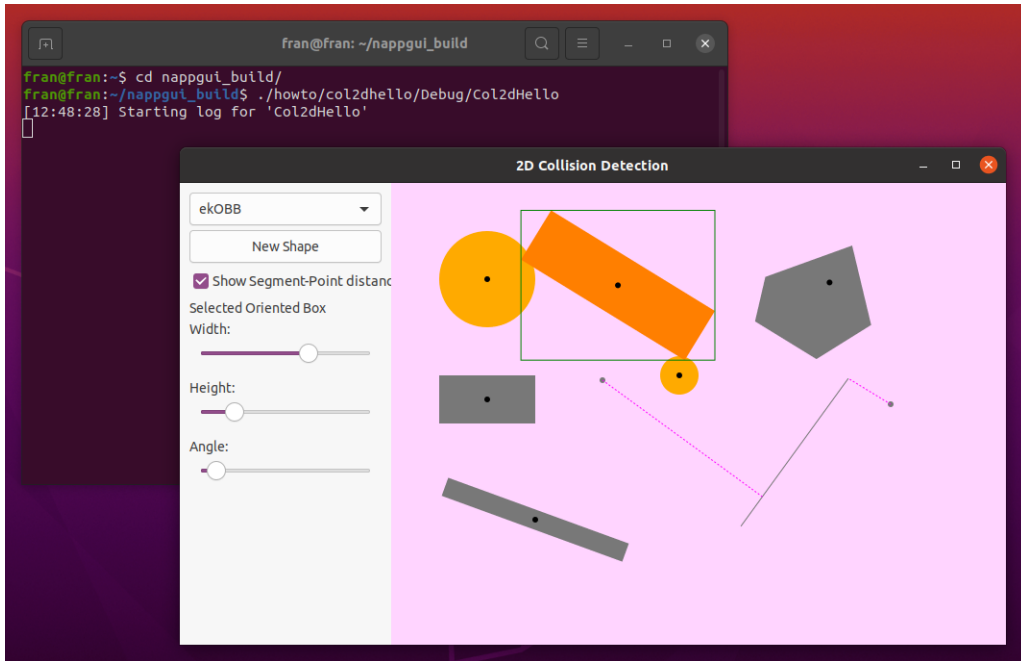 fran@fran: ~/nappgui_build
fran@fran:~$ cd nappgui_build/
fran@fran:~/nappgui_build$ ./howto/col2dhello/Debug/Col2dHello
[12:48:28] Starting log for 'Col2dHello'
2D Collision Detection
ekOBB
New Shape
Show Segment-Point distanc
Selected Oriented Box
Width:
Height:
Angle: